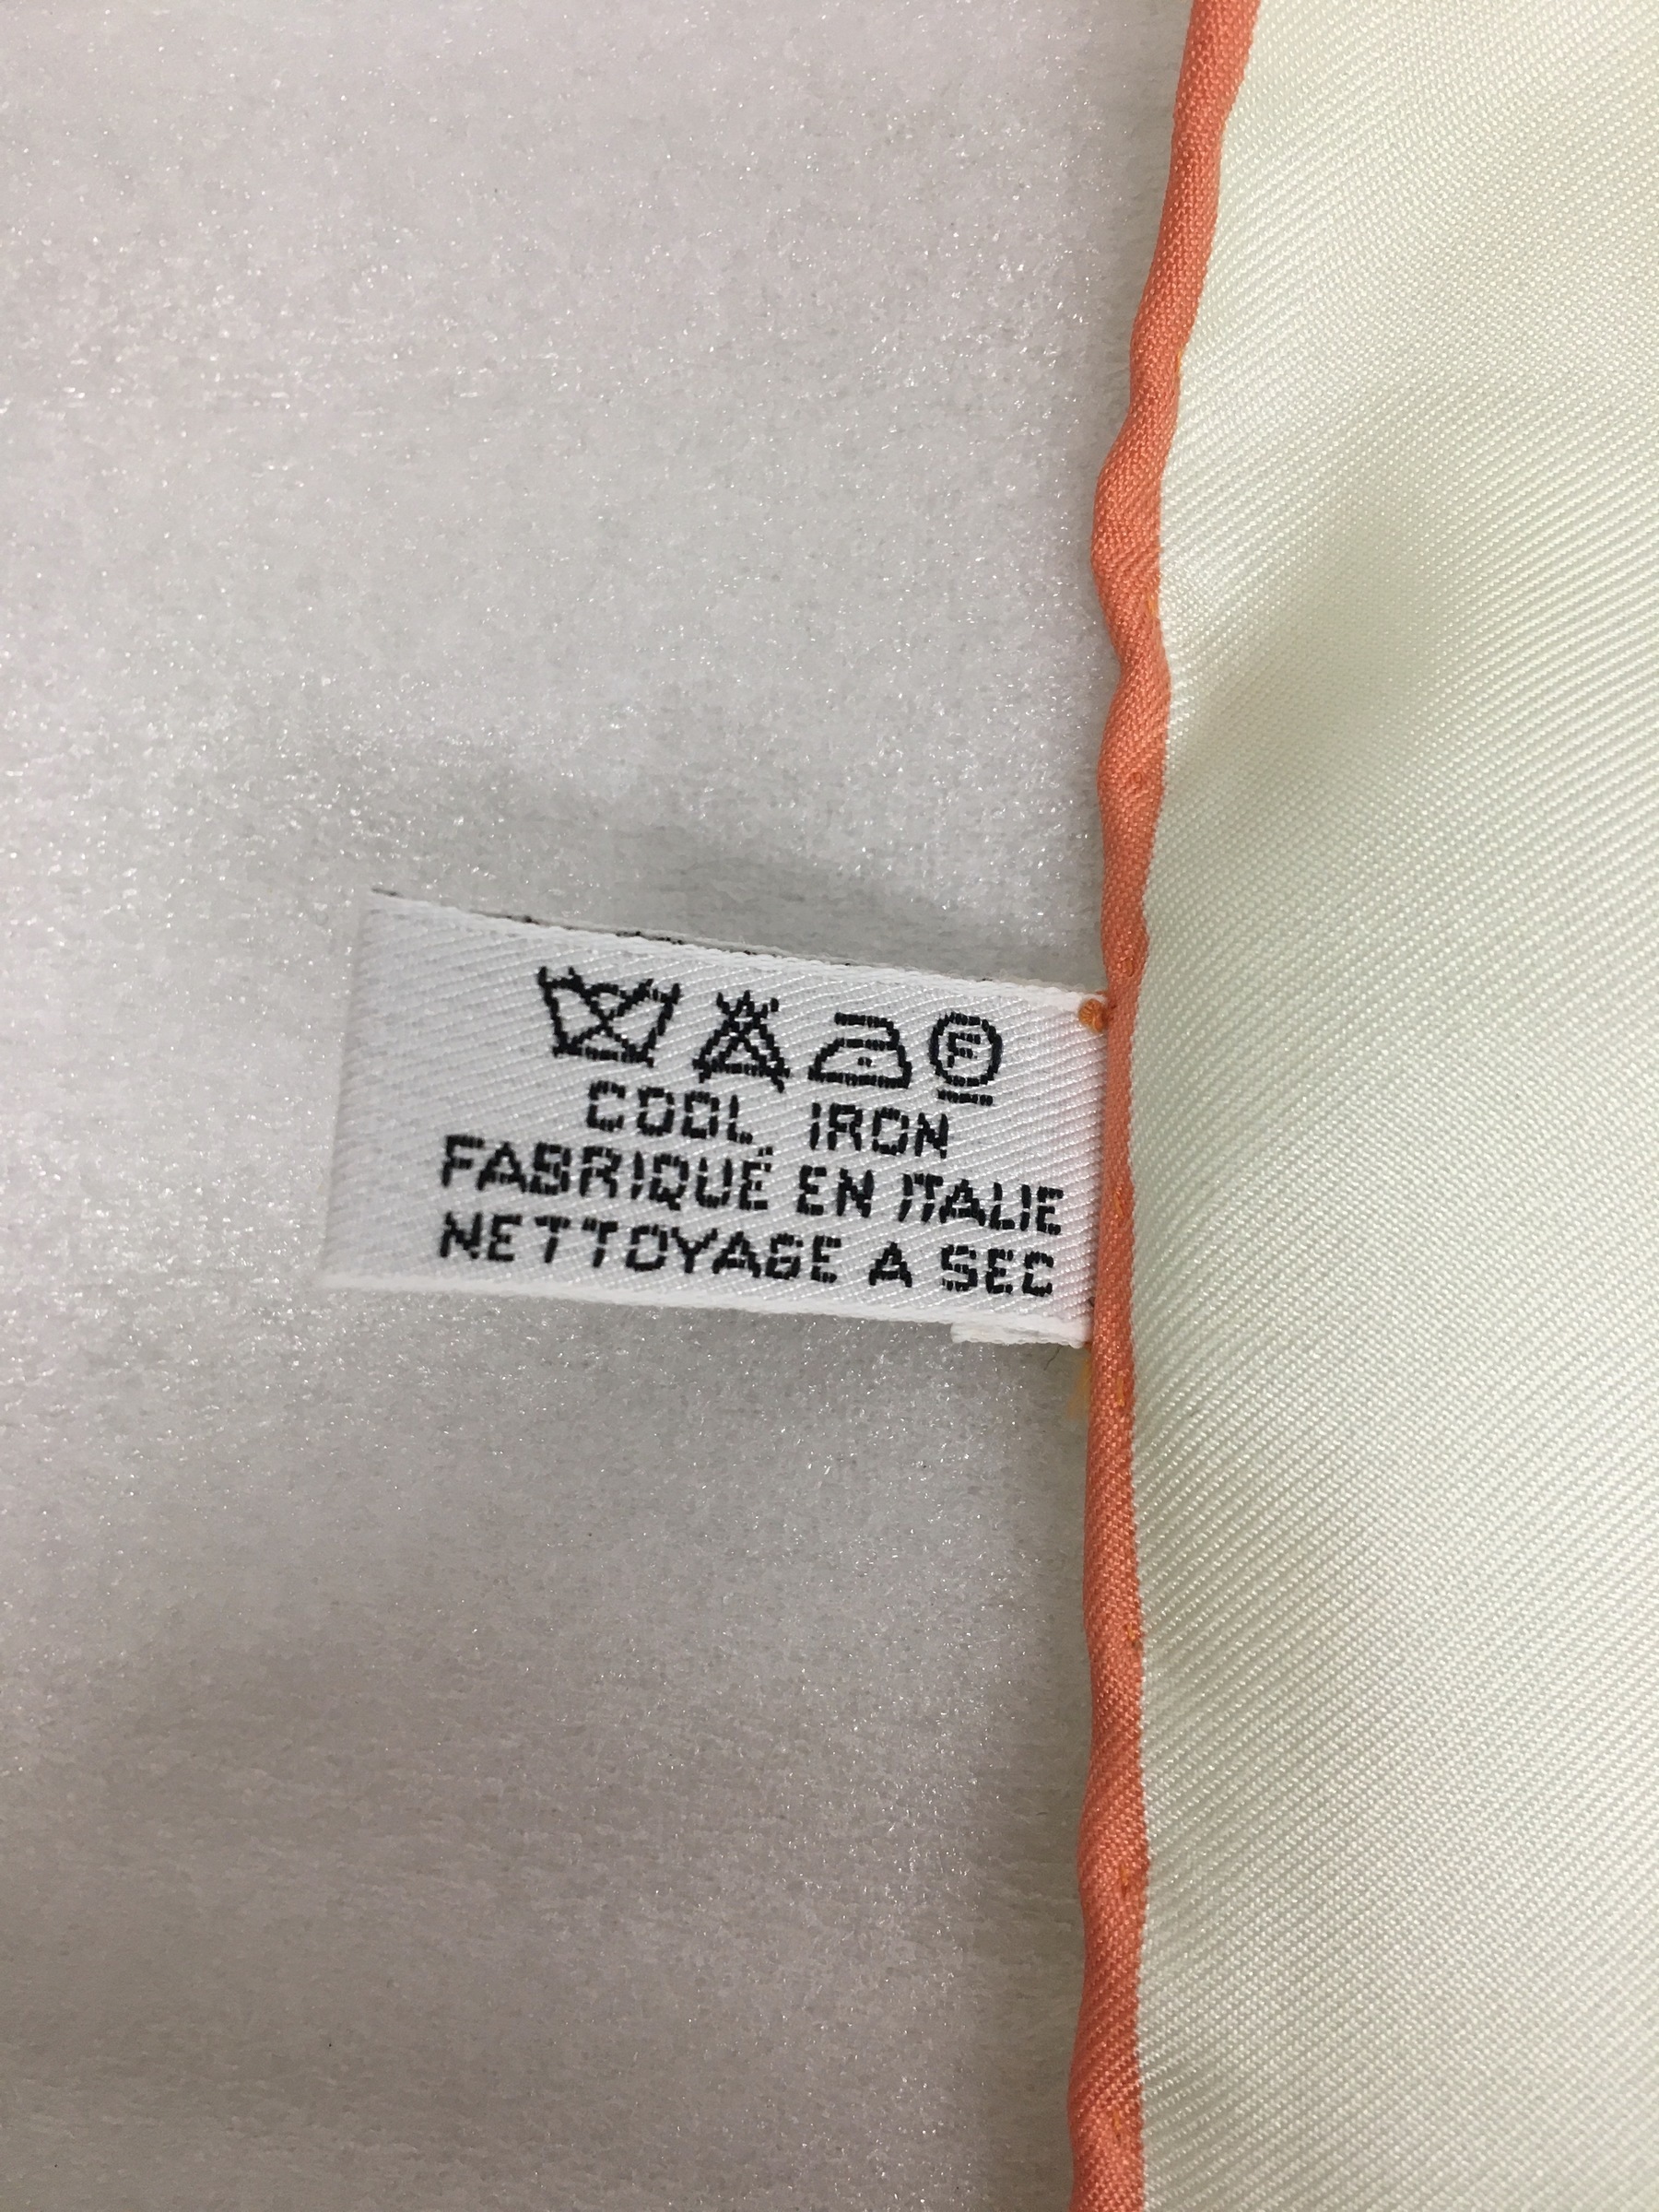 F
COOL IRON
FABRIQUÉ EN ITALIE
NETTOYAGE A SEC